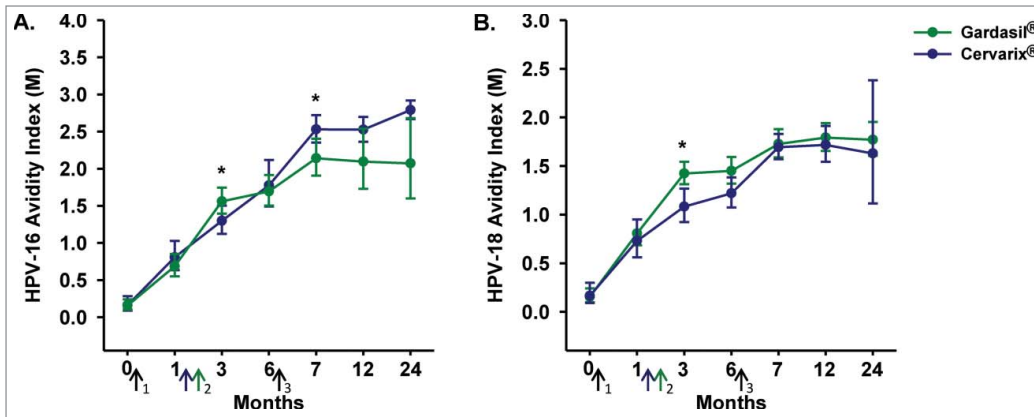 A.
HPV-16 Avidity Index (M)
4.0
3.5
3.0
2.5
2.0
1.5
1.0
0.5
0.0
*
*
0 1 3 6 7 12 24
1 2 3
Months
B.
HPV-18 Avidity Index (M)
3.0
2.5
2.0
1.5
1.0
0.5
0.0
*
0 1 3 6 7 12 24
1 2 3
Months
Gardasil®
Cervarix®